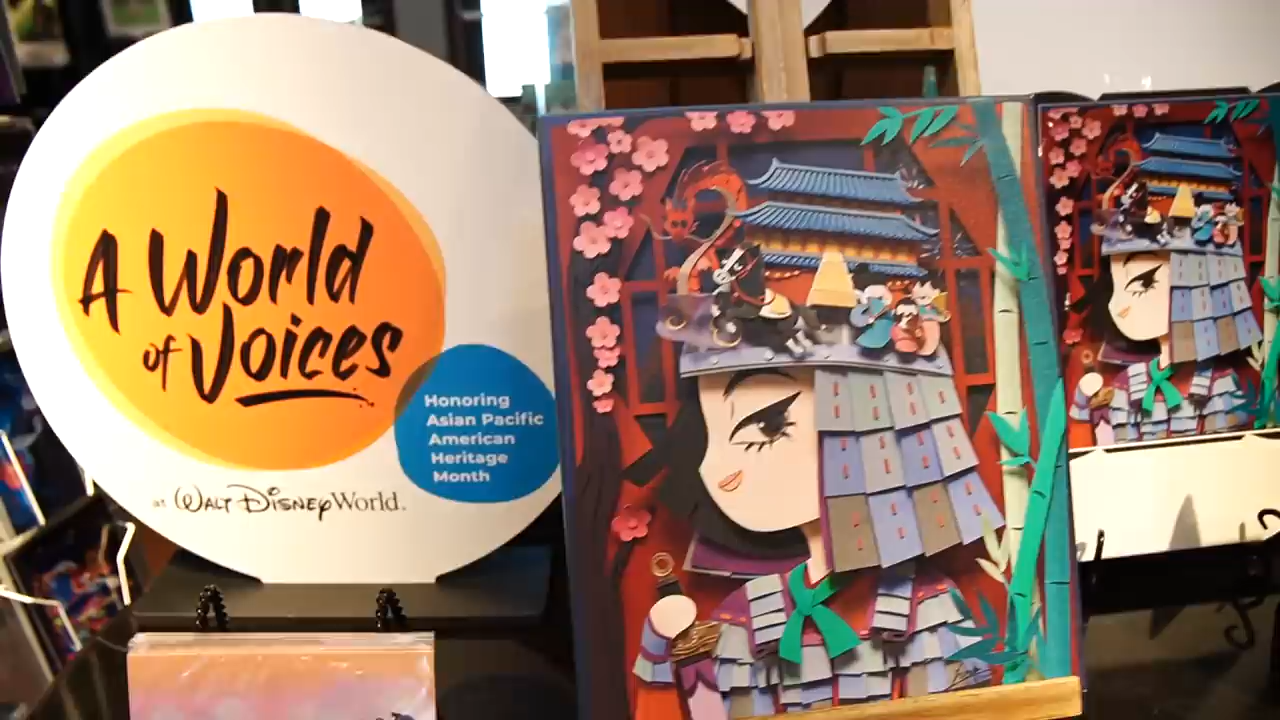 A World
of Voices
Honoring
Asian Pacific
American
Heritage
Month
at WALT DISNEY World.